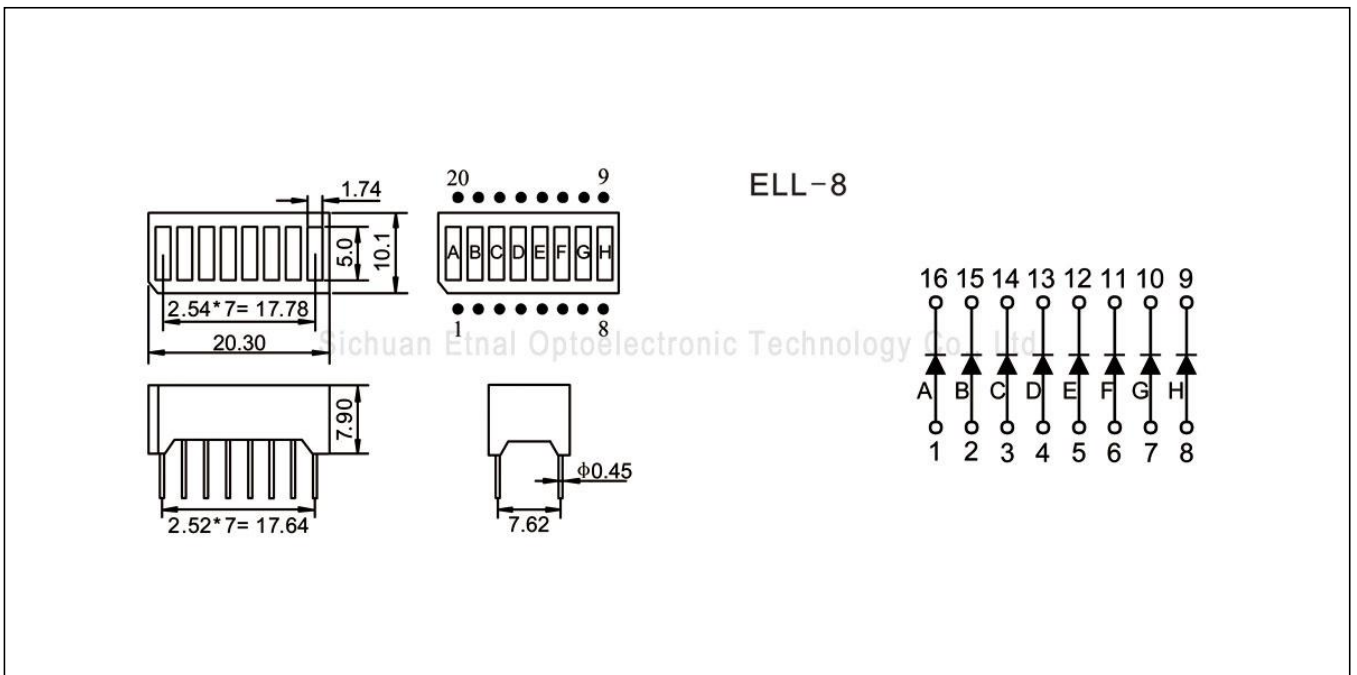 ELL-8
20 9
1.74
5.0
10.1
A B C D E F G H
2.54*7= 17.78
1 8
20.30
Sichuan Etnal Optoelectronic Technology Co., Ltd
16 15 14 13 12 11 10 9
A B C D E F G H
1 2 3 4 5 6 7 8
7.90
ϕ0.45
2.52*7= 17.64
7.62